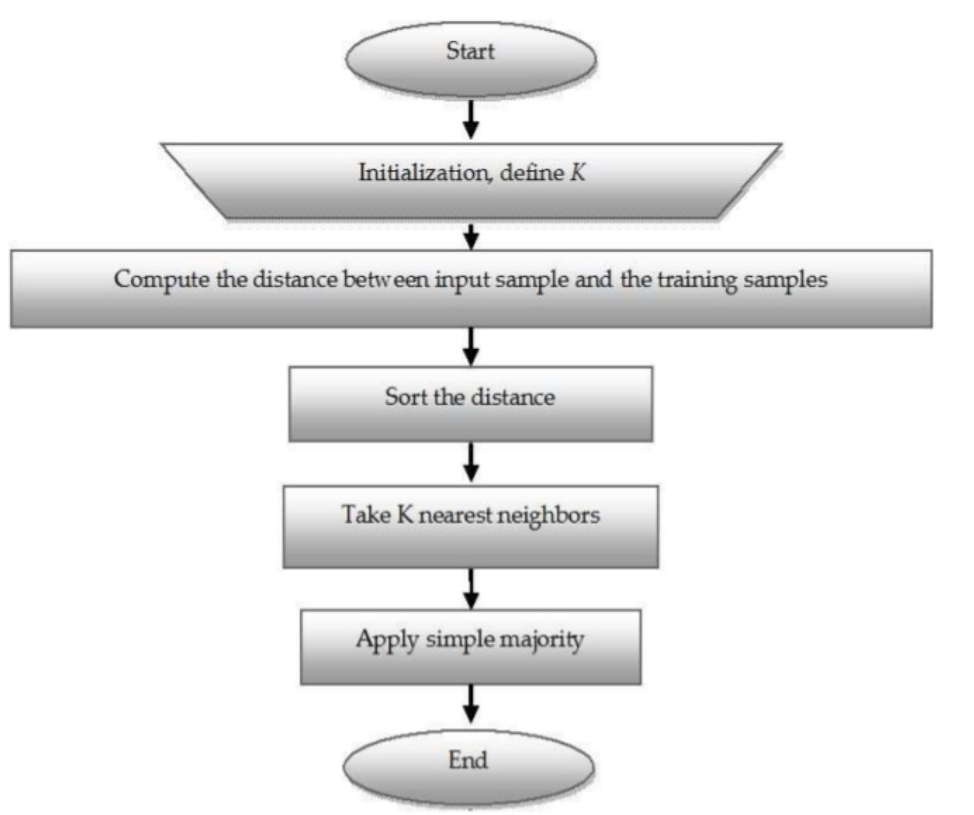 Start
Initialization, define K
Compute the distance between input sample and the training samples
Sort the distance
Take K nearest neighbors
Apply simple majority
End